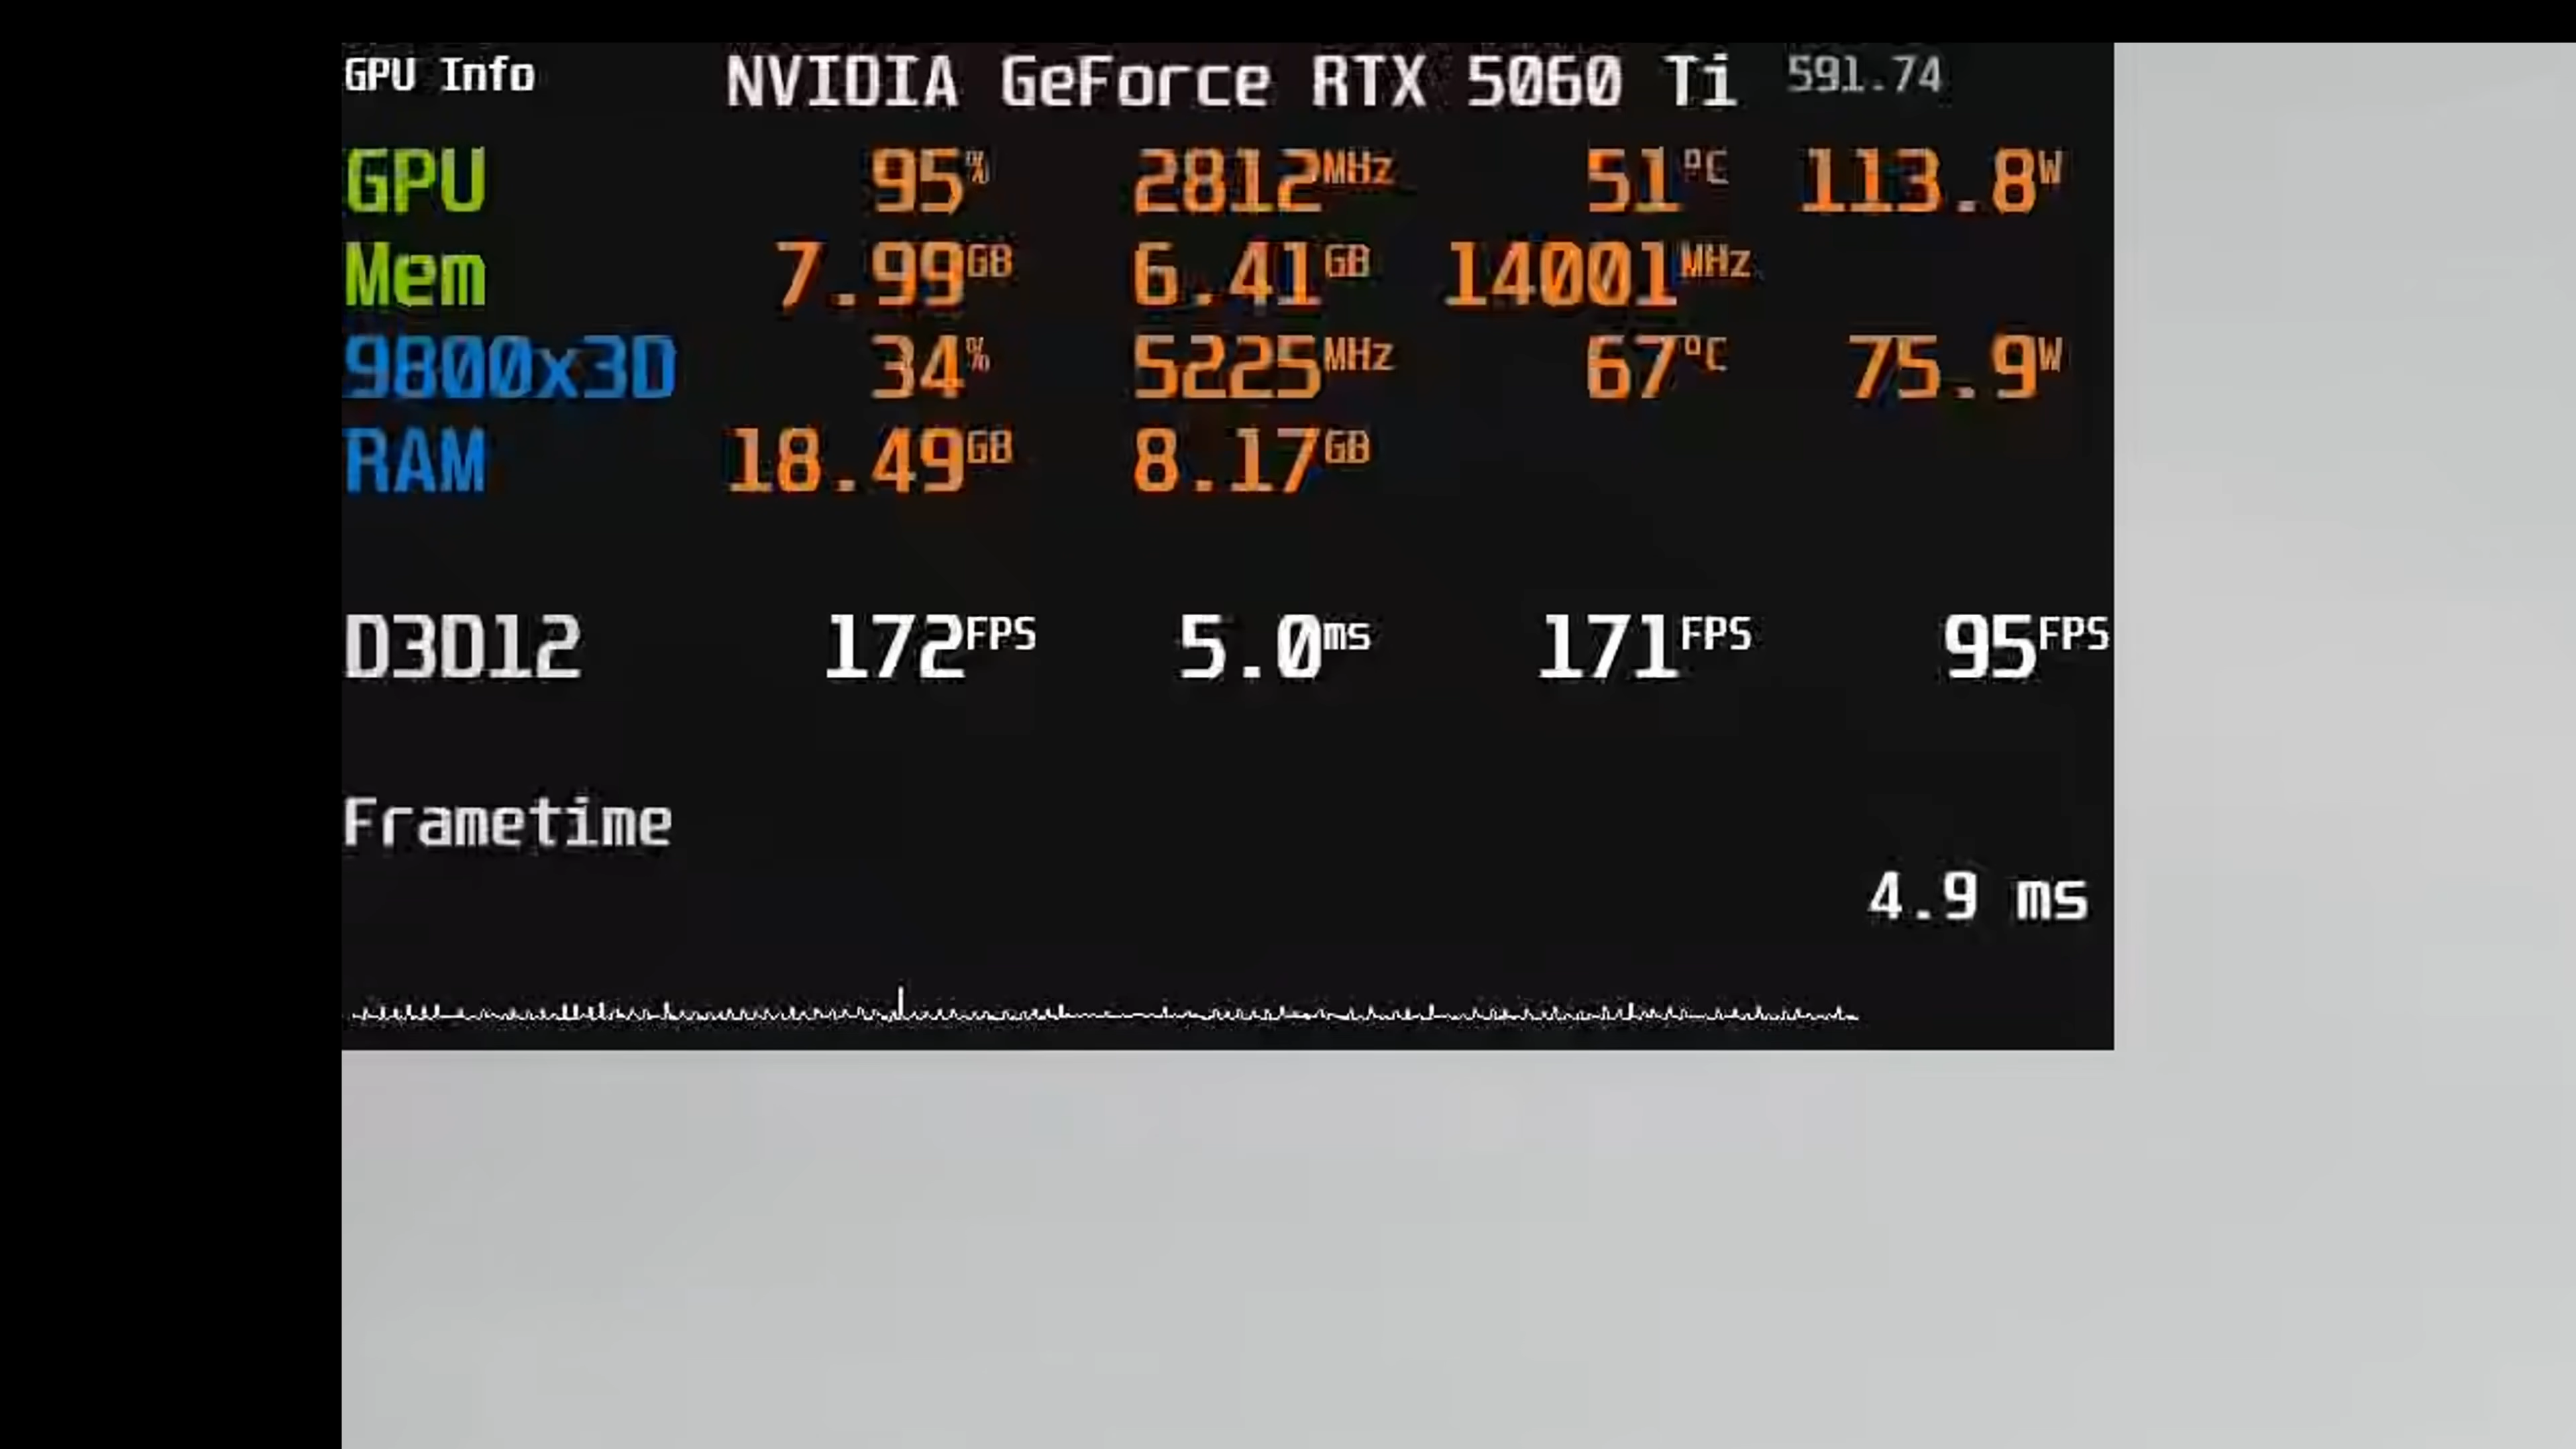 GPU Info NVIDIA GeForce RTX 5060 Ti 591.74
GPU 95% 2812MHz 51°C 113.8W
Mem 7.99GB 6.41GB 14001MHz
9800x3D 34% 5225MHz 67°C 75.9W
RAM 18.49GB 8.17GB
D3D12 172FPS 5.0ms 171FPS 95FPS
Frametime
4.9 ms